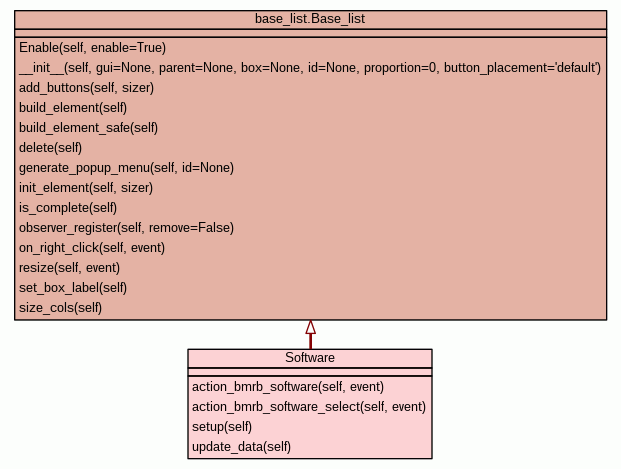 base_list.Base_list
Enable(self, enable=True)
__init__(self, gui=None, parent=None, box=None, id=None, proportion=0, button_placement='default')
add_buttons(self, sizer)
build_element(self)
build_element_safe(self)
delete(self)
generate_popup_menu(self, id=None)
init_element(self, sizer)
is_complete(self)
observer_register(self, remove=False)
on_right_click(self, event)
resize(self, event)
set_box_label(self)
size_cols(self)
Software
action_bmrb_software(self, event)
action_bmrb_software_select(self, event)
setup(self)
update_data(self)